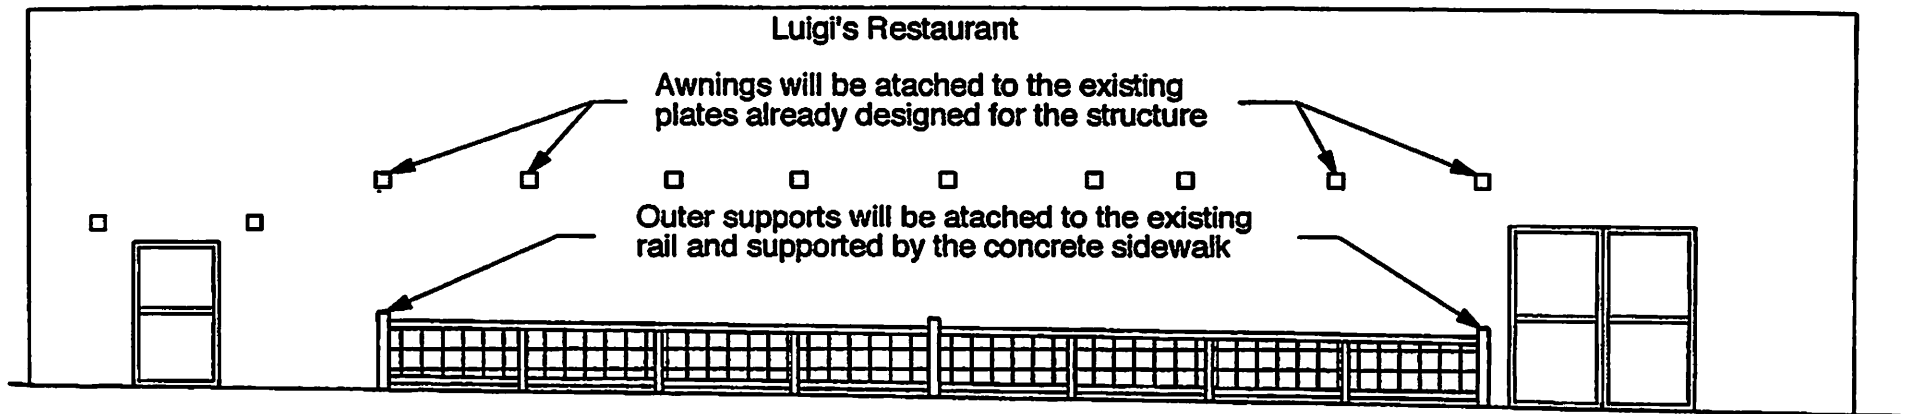 Luigi's Restaurant
Awnings will be atached to the existing
plates already designed for the structure
Outer supports will be atached to the existing
rail and supported by the concrete sidewalk